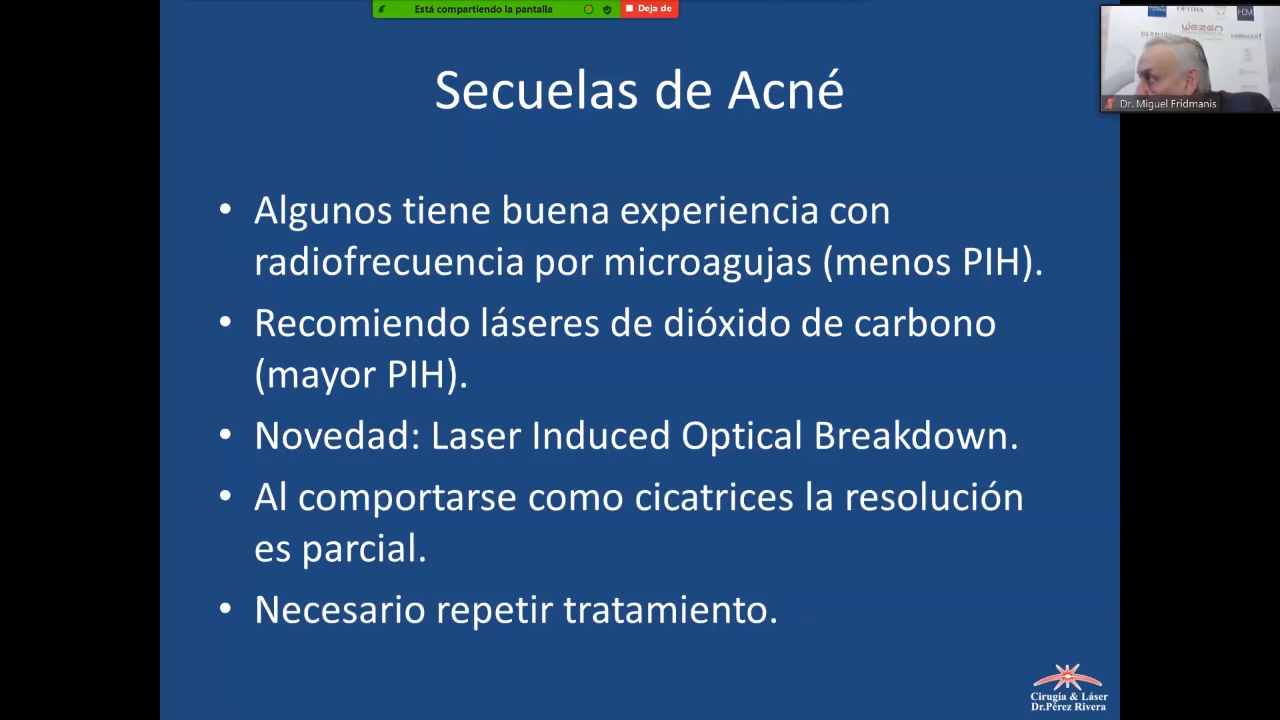 Está compartiendo la pantalla
Deja de
WEZEN
Dr. Miguel Fridmanis
Secuelas de Acné
• Algunos tiene buena experiencia con
radiofrecuencia por microagujas (menos PIH).
• Recomiendo láseres de dióxido de carbono
(mayor PIH).
• Novedad: Laser Induced Optical Breakdown.
• Al comportarse como cicatrices la resolución
es parcial.
• Necesario repetir tratamiento.
Cirugía & Láser
Dr.Pérez Rivera